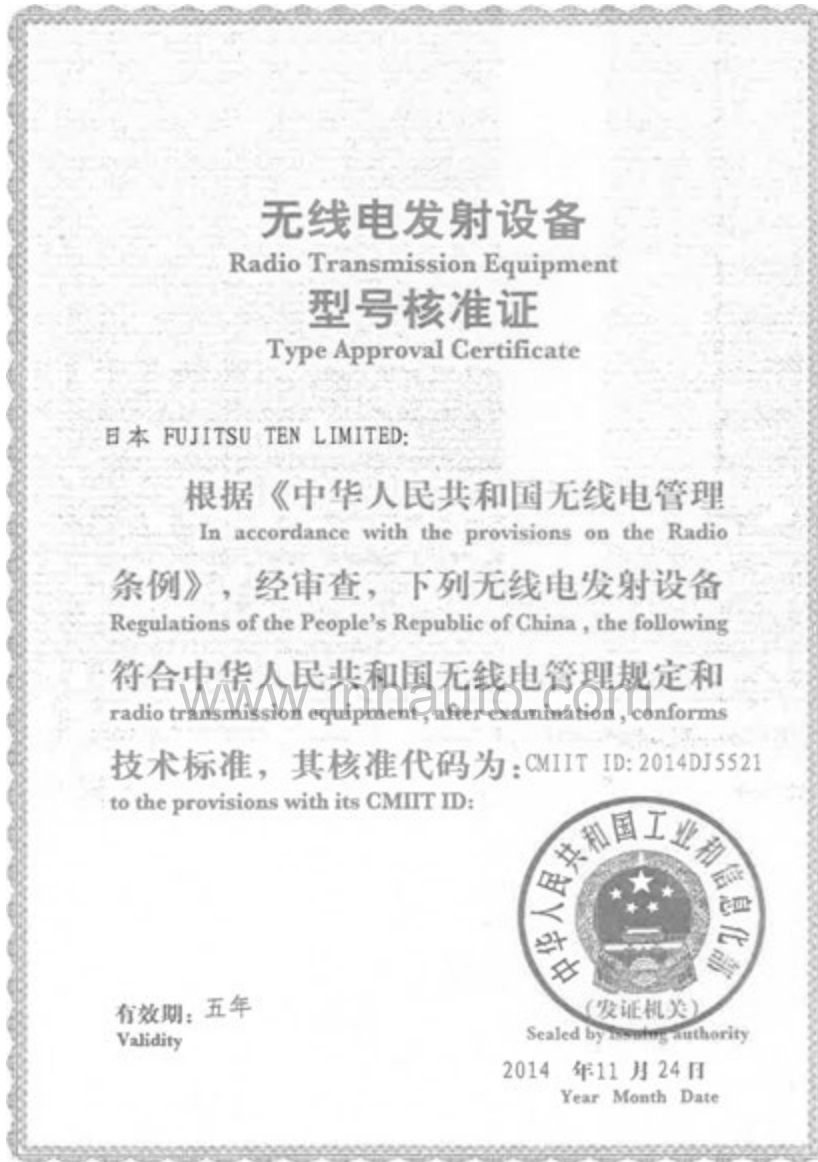 无线电发射设备
Radio Transmission Equipment
型号核准证
Type Approval Certificate
日本 FUJITSU TEN LIMITED:
根据《中华人民共和国无线电管理
In accordance with the provisions on the Radio
条例》，经审查，下列无线电发射设备
Regulations of the People's Republic of China , the following
符合中华人民共和国无线电管理规定和
www.mhhauto.com
radio transmission equipment , after examination , conforms
技术标准，其核准代码为：CMIIT ID: 2014DJ5521
to the provisions with its CMIIT ID:
中华人民共和国工业和信息化部
有效期：五年
Validity
(发证机关)
Sealed by issuing authority
2014 年11 月 24 日
Year Month Date